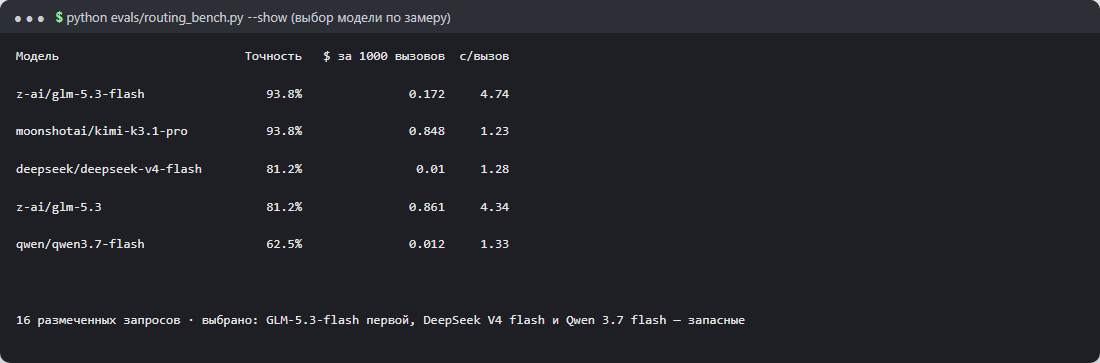 $ python evals/routing_bench.py --show (выбор модели по замеру)
Модель Точность $ за 1000 вызовов с/вызов
z-ai/glm-5.3-flash 93.8% 0.172 4.74
moonshotai/kimi-k3.1-pro 93.8% 0.848 1.23
deepseek/deepseek-v4-flash 81.2% 0.01 1.28
z-ai/glm-5.3 81.2% 0.861 4.34
qwen/qwen3.7-flash 62.5% 0.012 1.33
16 размеченных запросов · выбрано: GLM-5.3-flash первой, DeepSeek V4 flash и Qwen 3.7 flash — запасные